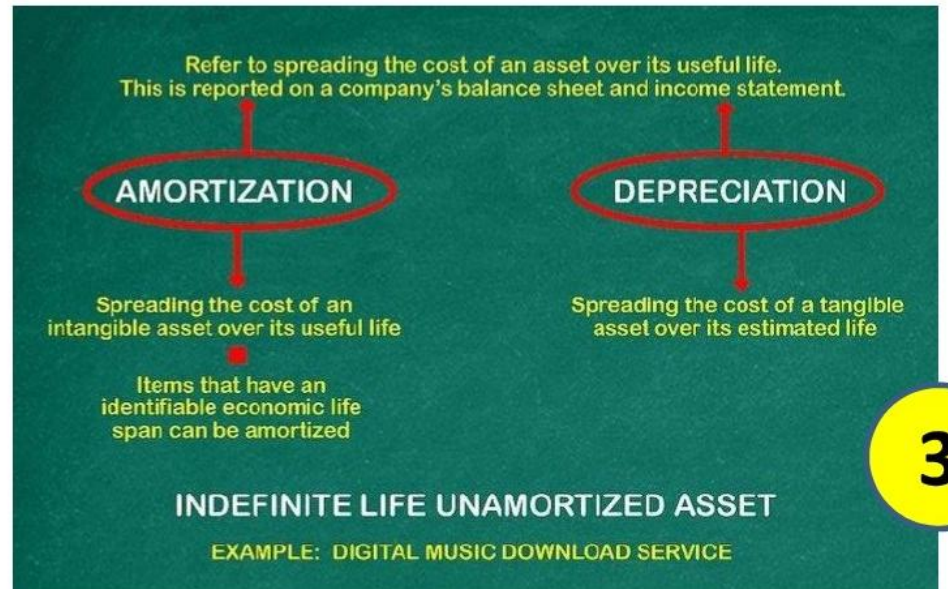 Refer to spreading the cost of an asset over its useful life.
This is reported on a company's balance sheet and income statement.
AMORTIZATION
DEPRECIATION
Spreading the cost of an
intangible asset over its useful life
Spreading the cost of a tangible
asset over its estimated life
Items that have an
identifiable economic life
span can be amortized
3
INDEFINITE LIFE UNAMORTIZED ASSET
EXAMPLE: DIGITAL MUSIC DOWNLOAD SERVICE